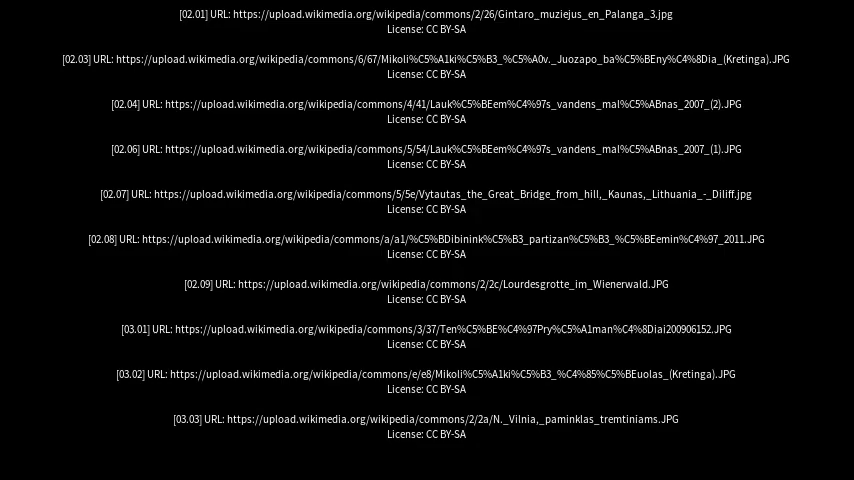 [02.01] URL: https://upload.wikimedia.org/wikipedia/commons/2/26/Gintaro_muziejus_en_Palanga_3.jpg
License: CC BY-SA
[02.03] URL: https://upload.wikimedia.org/wikipedia/commons/6/67/Mikoli%C5%A1ki%C5%B3_%C5%A0v._Juozapo_ba%C5%BEny%C4%8Dia_(Kretinga).JPG
License: CC BY-SA
[02.04] URL: https://upload.wikimedia.org/wikipedia/commons/4/41/Lauk%C5%BEem%C4%97s_vandens_mal%C5%ABnas_2007_(2).JPG
License: CC BY-SA
[02.06] URL: https://upload.wikimedia.org/wikipedia/commons/5/54/Lauk%C5%BEem%C4%97s_vandens_mal%C5%ABnas_2007_(1).JPG
License: CC BY-SA
[02.07] URL: https://upload.wikimedia.org/wikipedia/commons/5/5e/Vytautas_the_Great_Bridge_from_hill,_Kaunas,_Lithuania_-_Diliff.jpg
License: CC BY-SA
[02.08] URL: https://upload.wikimedia.org/wikipedia/commons/a/a1/%C5%BDibinink%C5%B3_partizan%C5%B3_%C5%BEemin%C4%97_2011.JPG
License: CC BY-SA
[02.09] URL: https://upload.wikimedia.org/wikipedia/commons/2/2c/Lourdesgrotte_im_Wienerwald.JPG
License: CC BY-SA
[03.01] URL: https://upload.wikimedia.org/wikipedia/commons/3/37/Ten%C5%BE%C4%97Pry%C5%A1man%C4%8Diai200906152.JPG
License: CC BY-SA
[03.02] URL: https://upload.wikimedia.org/wikipedia/commons/e/e8/Mikoli%C5%A1ki%C5%B3_%C4%85%C5%BEuolas_(Kretinga).JPG
License: CC BY-SA
[03.03] URL: https://upload.wikimedia.org/wikipedia/commons/2/2a/N._Vilnia,_paminklas_tremtiniams.JPG
License: CC BY-SA